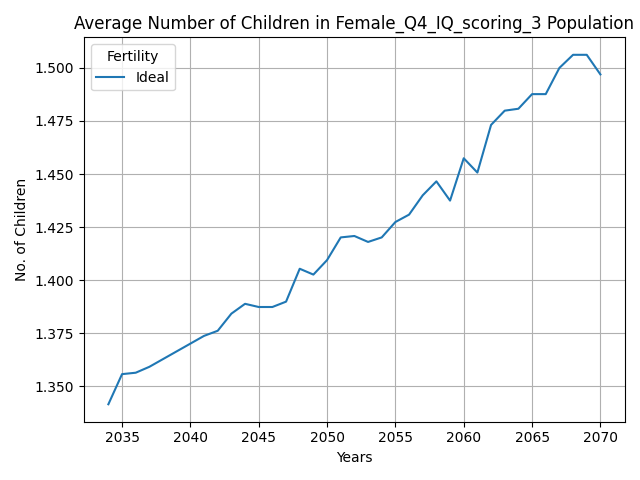 Average Number of Children in Female_Q4_IQ_scoring_3 Population
Fertility
Ideal
No. of Children
1.500
1.475
1.450
1.425
1.400
1.375
1.350
2035 2040 2045 2050 2055 2060 2065 2070
Years